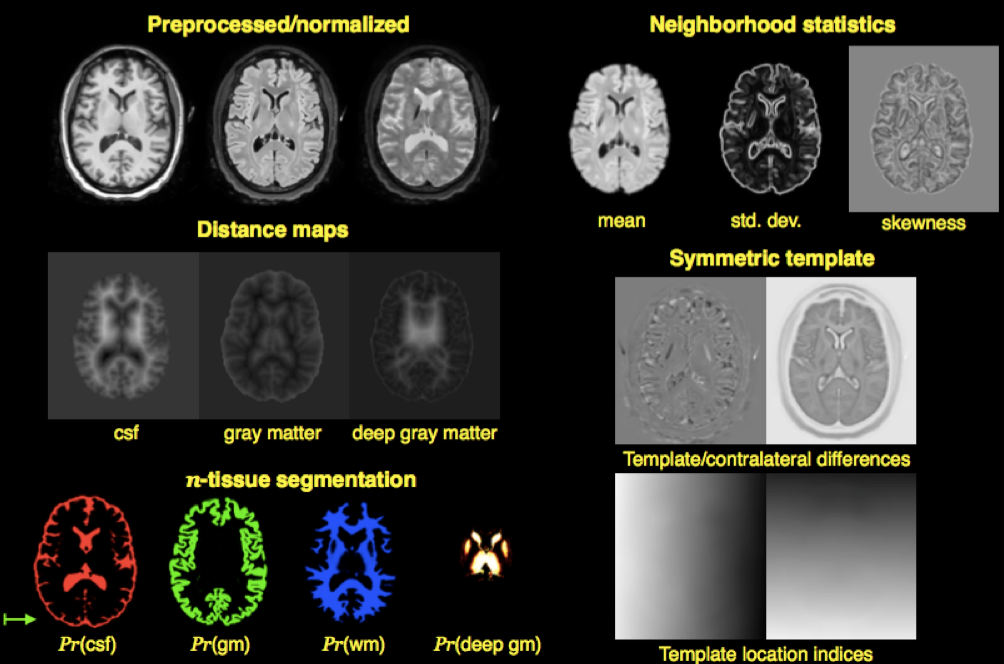 Preprocessed/normalized
Neighborhood statistics
mean
std. dev.
skewness
Distance maps
csf
gray matter
deep gray matter
Symmetric template
Template/contralateral differences
n-tissue segmentation
Pr(csf)
Pr(gm)
Pr(wm)
Pr(deep gm)
Template location indices